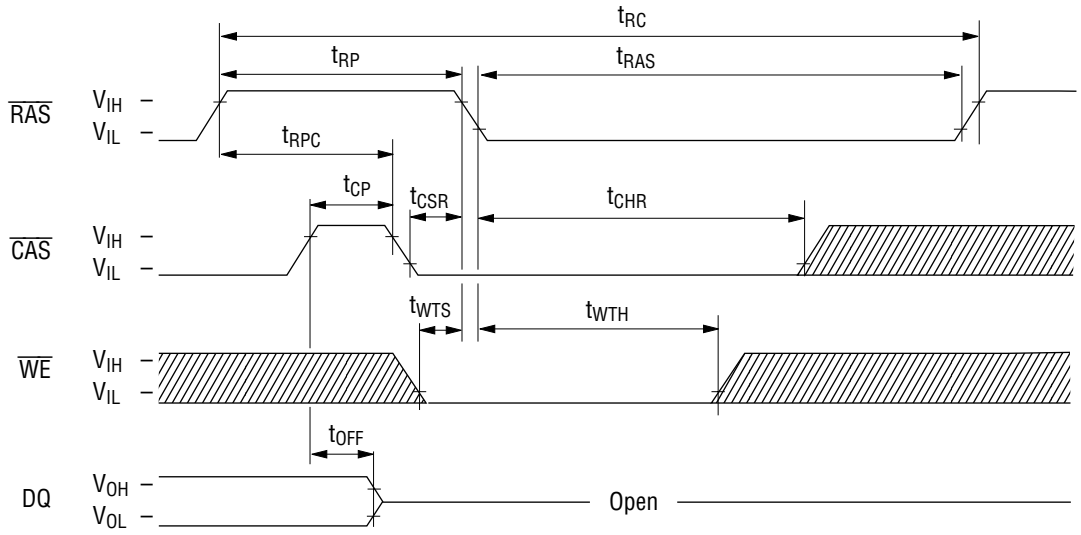 tRC
tRP
tRAS
RAS
VIH –
VIL –
tRPC
tCP
tCSR
tCHR
CAS
VIH –
VIL –
tWTS
tWTH
WE
VIH –
VIL –
tOFF
DQ
VOH –
VOL –
Open